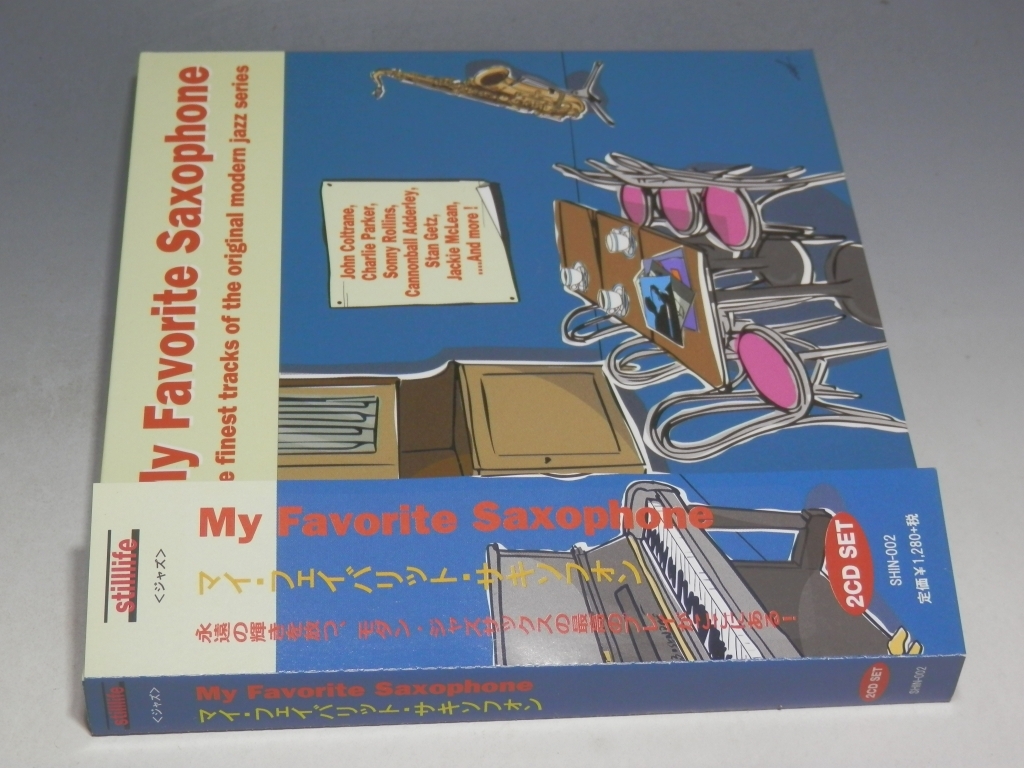 My Favorite Saxophone
e finest tracks of the original modern jazz series
John Coltrane,
Charlie Parker,
Sonny Rollins,
Cannonball Adderley,
Stan Getz,
Jackie McLean,
....And more !
stilllife
<ジャズ>
My Favorite Saxophone
マイ・フェイバリット・サキソフォン
永遠の輝きを放つ、モダン・ジャズサックスの最高のプレイがここにある!
2CD SET
SHIN-002
定価¥1,280+税
stilllife
<ジャズ>
My Favorite Saxophone
マイ・フェイバリット・サキソフォン
2CD SET
SHIN-002